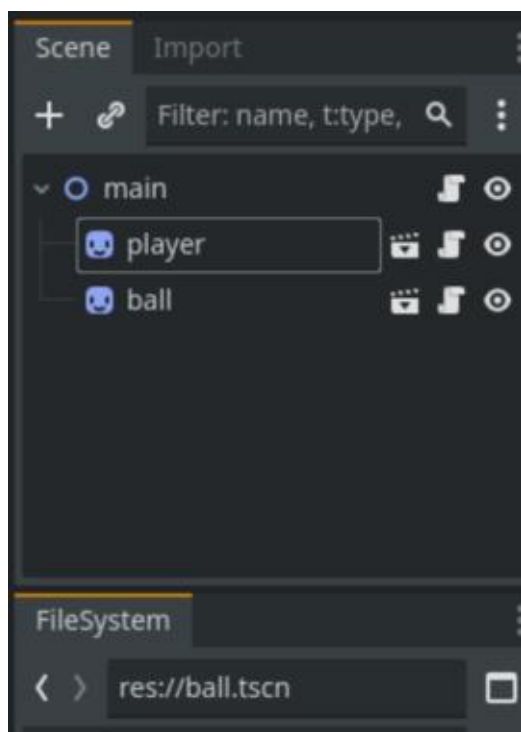 Scene Import
Filter: name, t:type,
main
player
ball
FileSystem
res://ball.tscn